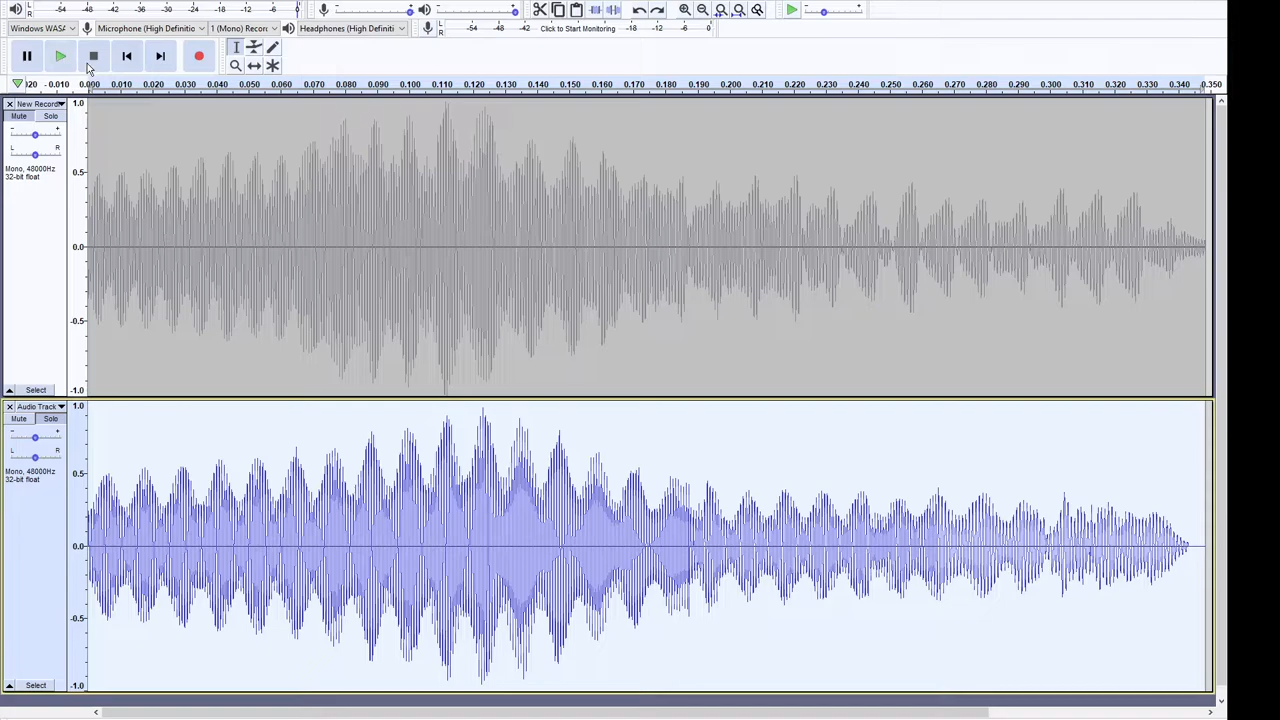 L
R
-54 -48 -42 -36 -30 -24 -18 -12 -6 0
Windows WASA Microphone (High Definitio 1 (Mono) Recor Headphones (High Definiti L R -54 -48 -42 Click to Start Monitoring -18 -12 -6 0
-0.010 0.000 0.010 0.020 0.030 0.040 0.050 0.060 0.070 0.080 0.090 0.100 0.110 0.120 0.130 0.140 0.150 0.160 0.170 0.180 0.190 0.200 0.210 0.220 0.230 0.240 0.250 0.260 0.270 0.280 0.290 0.300 0.310 0.320 0.330 0.340 0.350
New Record
Mute Solo
- +
L R
Mono, 48000Hz
32-bit float
Select
1.0
0.5
0.0
-0.5
-1.0
Audio Track
Mute Solo
- +
L R
Mono, 48000Hz
32-bit float
Select
1.0
0.5
0.0
-0.5
-1.0